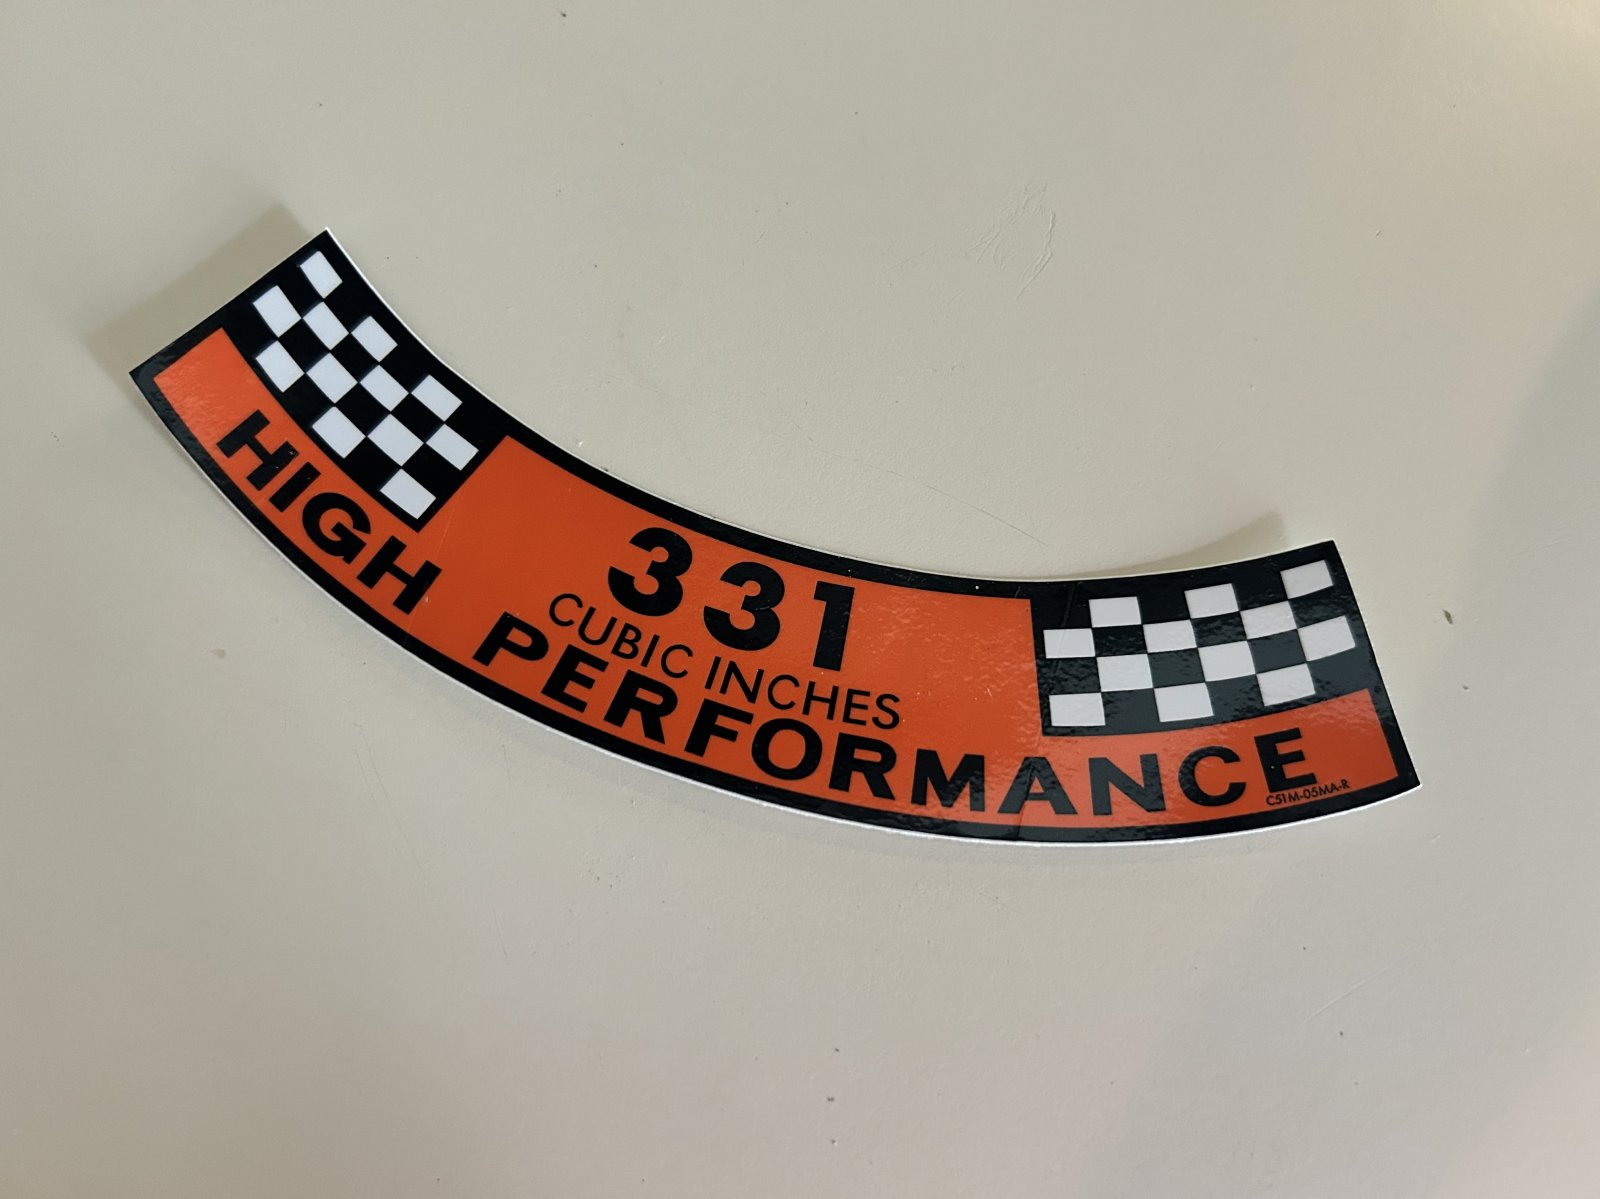 331
CUBIC INCHES
HIGH PERFORMANCE
C51M-05MA-R